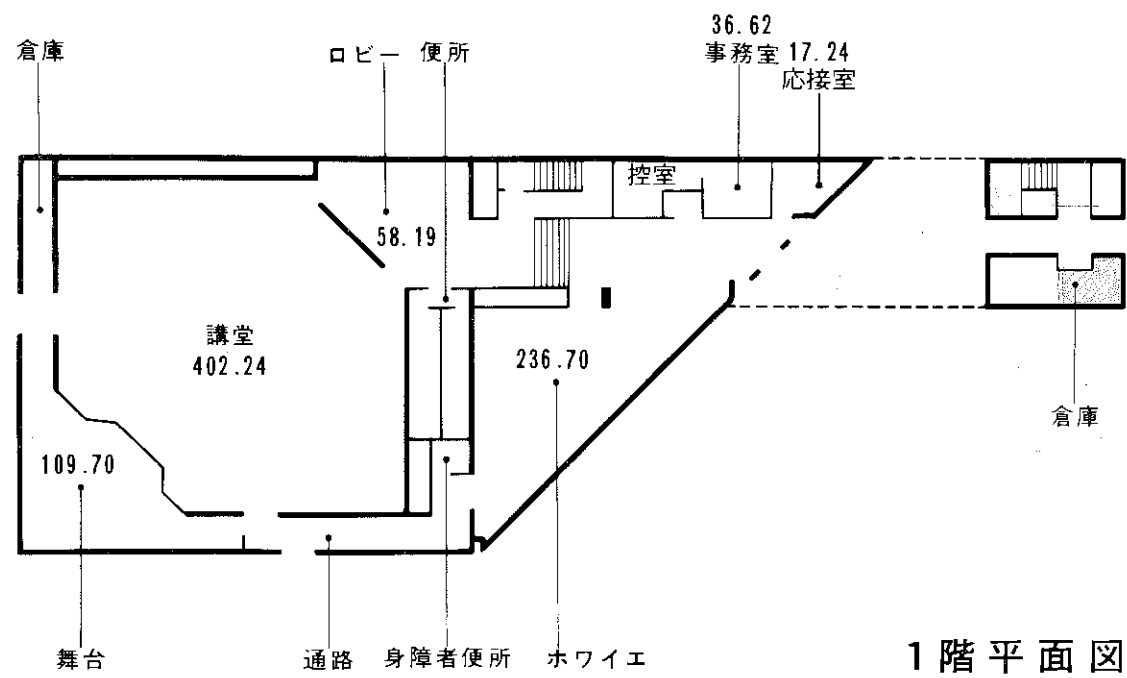 倉庫
ロビー
便所
36.62
事務室
17.24
応接室
控室
58.19
講堂
402.24
236.70
109.70
倉庫
舞台
通路
身障者便所
ホワイエ
1階平面図